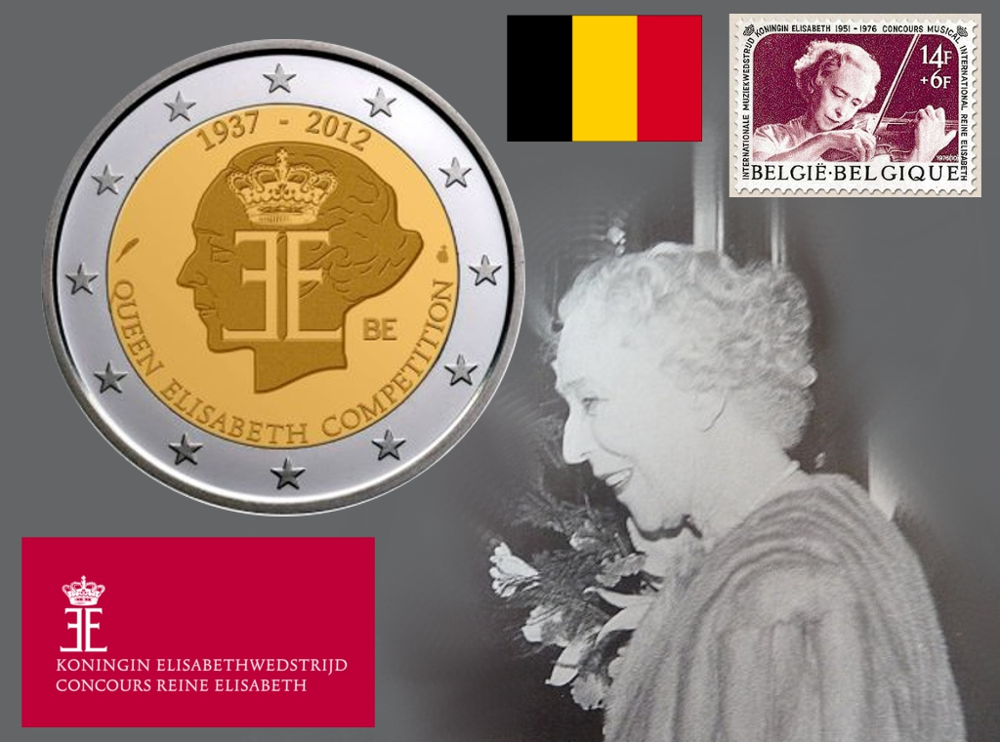 1937 - 2012
BE
QUEEN ELISABETH COMPETITION
INTERNATIONALE MUZIEKWEDSTRIJD KONINGIN ELISABETH 1951 - 1976 CONCOURS MUSICAL INTERNATIONAL REINE ELISABETH
14F
+6F
BELGIË·BELGIQUE
KONINGIN ELISABETHWEDSTRIJD
CONCOURS REINE ELISABETH